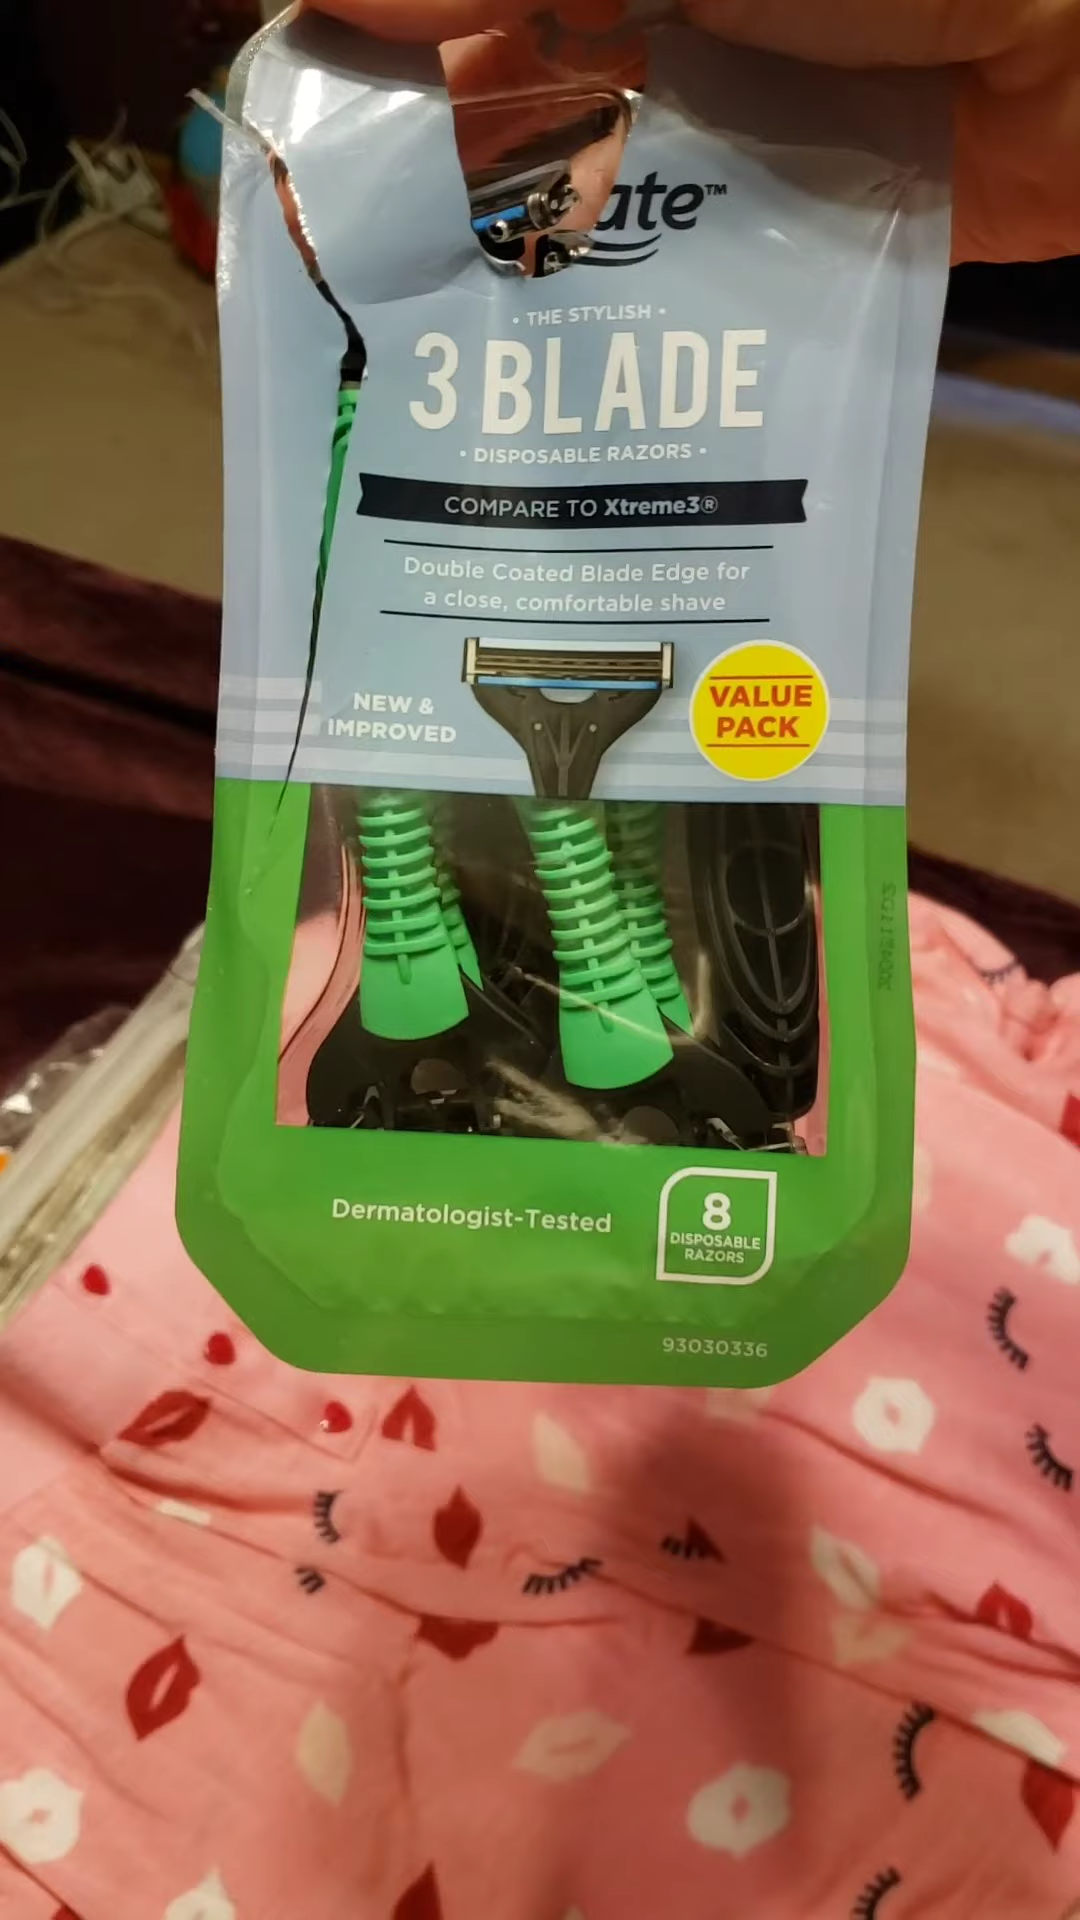 ate™
• THE STYLISH •
3 BLADE
• DISPOSABLE RAZORS •
COMPARE TO Xtreme3®
Double Coated Blade Edge for
a close, comfortable shave
NEW &
IMPROVED
VALUE
PACK
Dermatologist-Tested
8
DISPOSABLE
RAZORS
93030336